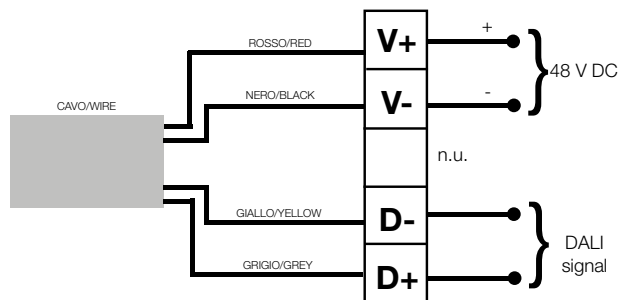 ROSSO/RED
V+
+
48 V DC
NERO/BLACK
V-
-
CAVO/WIRE
n.u.
GIALLO/YELLOW
D-
DALI
signal
GRIGIO/GREY
D+